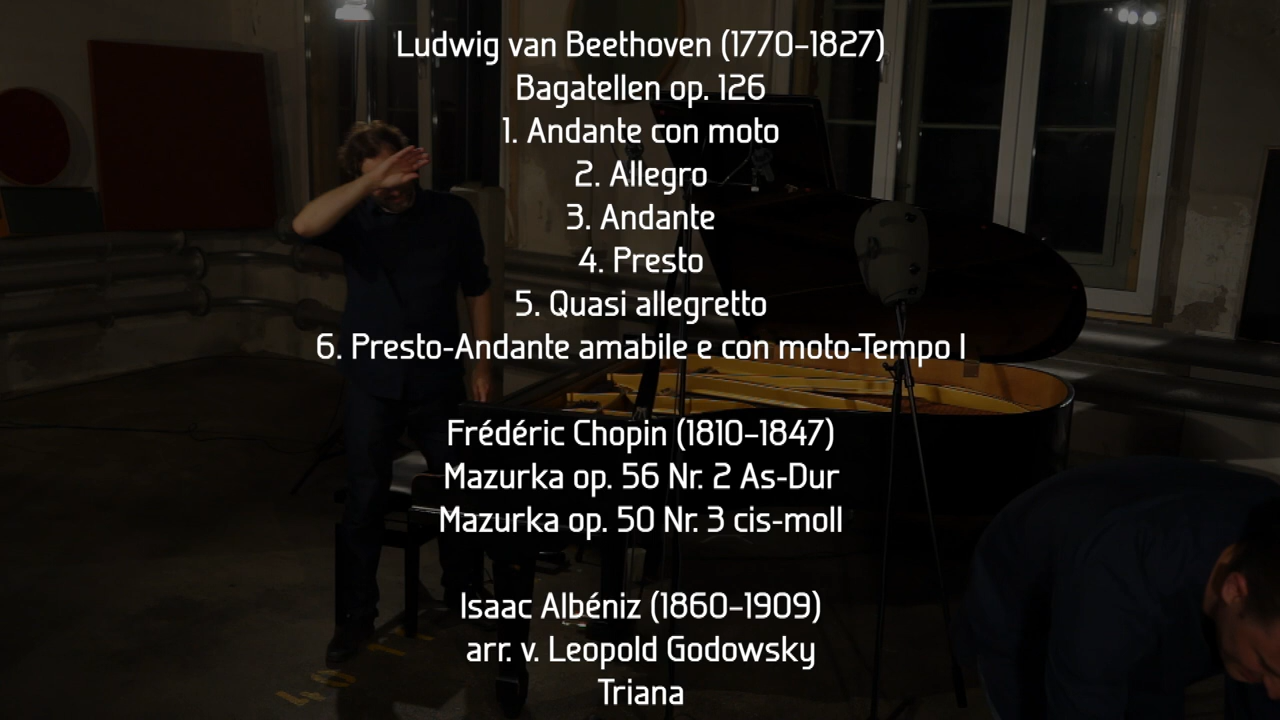 Ludwig van Beethoven (1770-1827)
Bagatellen op. 126
1. Andante con moto
2. Allegro
3. Andante
4. Presto
5. Quasi allegretto
6. Presto-Andante amabile e con moto-Tempo I
Frédéric Chopin (1810-1847)
Mazurka op. 56 Nr. 2 As-Dur
Mazurka op. 50 Nr. 3 cis-moll
Isaac Albéniz (1860-1909)
arr. v. Leopold Godowsky
Triana